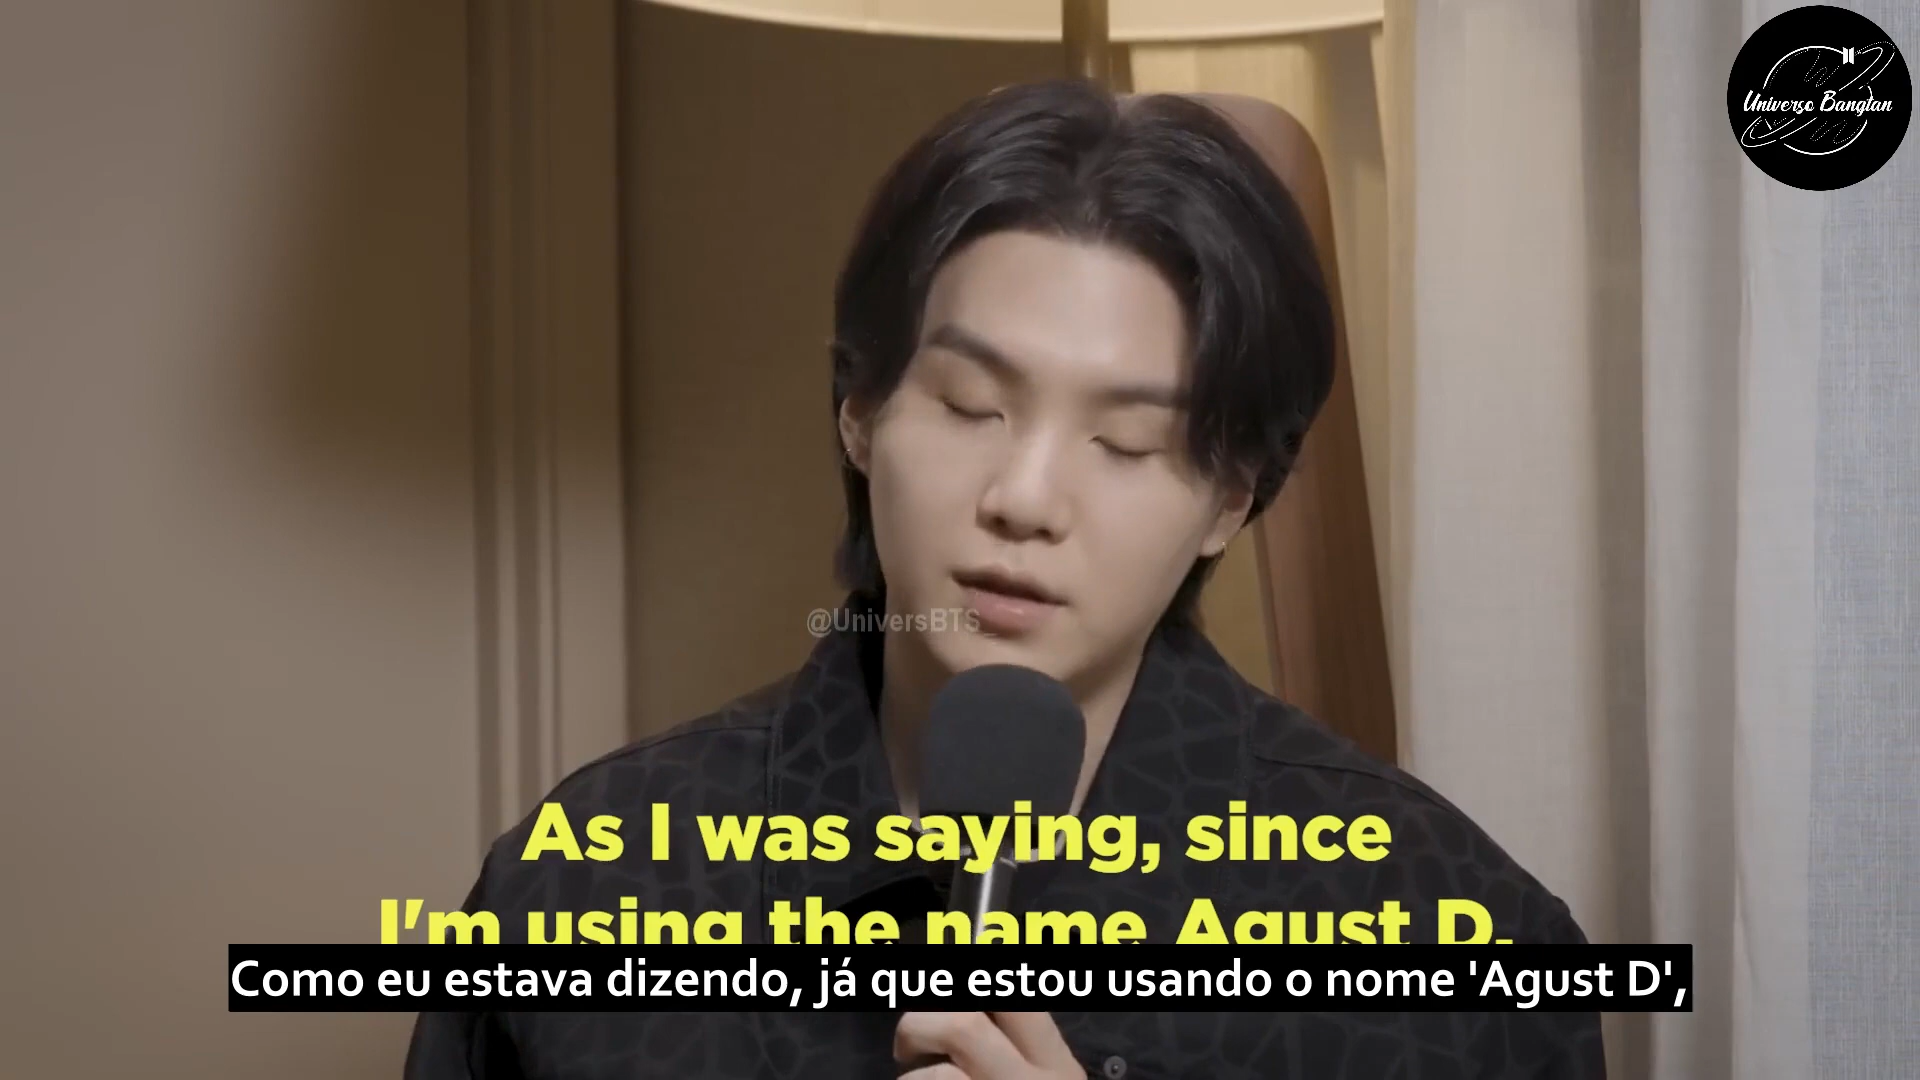 Universo Bangtan
@UniversBTS
As I was saying, since
I'm using the name Agust D,
Como eu estava dizendo, já que estou usando o nome 'Agust D',